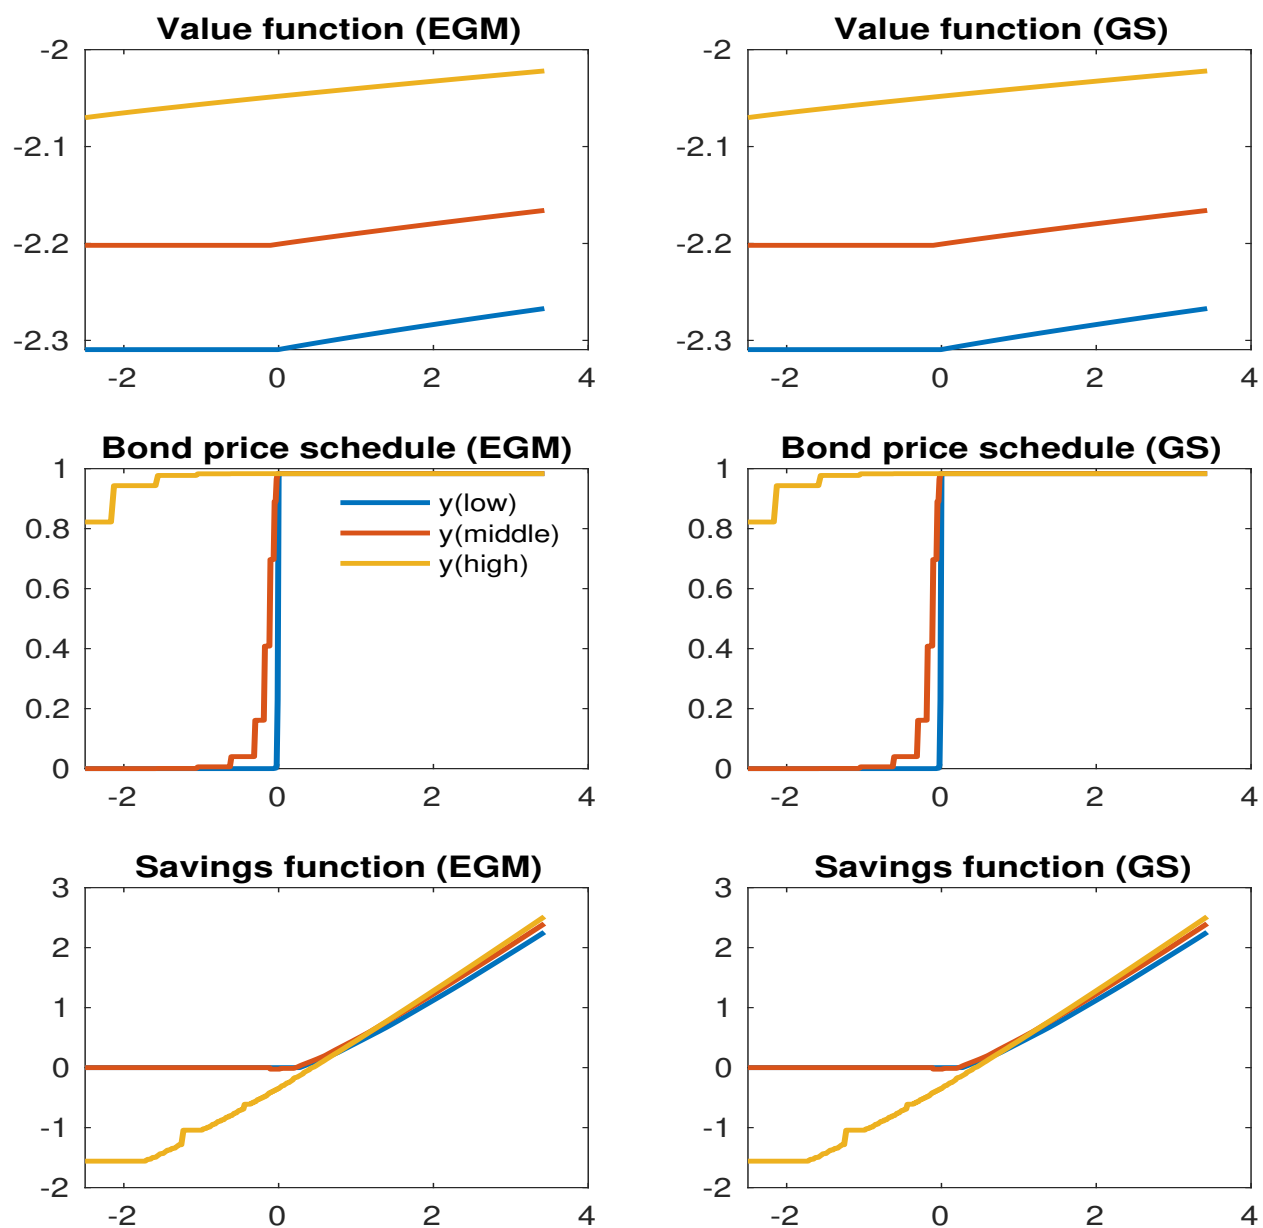 Value function (EGM)
-2
-2.1
-2.2
-2.3
-2 0 2 4
Value function (GS)
-2
-2.1
-2.2
-2.3
-2 0 2 4
Bond price schedule (EGM)
1
0.8
0.6
0.4
0.2
0
-2 0 2 4
y(low)
y(middle)
y(high)
Bond price schedule (GS)
1
0.8
0.6
0.4
0.2
0
-2 0 2 4
Savings function (EGM)
3
2
1
0
-1
-2
-2 0 2 4
Savings function (GS)
3
2
1
0
-1
-2
-2 0 2 4